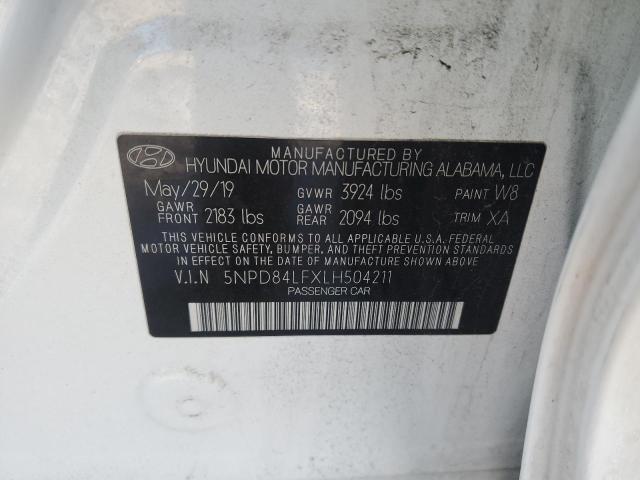 MANUFACTURED BY
HYUNDAI MOTOR MANUFACTURING ALABAMA, LLC
May/29/19 GVWR 3924 lbs PAINT W8
GAWR FRONT 2183 lbs GAWR REAR 2094 lbs TRIM XA
THIS VEHICLE CONFORMS TO ALL APPLICABLE U.S.A. FEDERAL
MOTOR VEHICLE SAFETY, BUMPER, AND THEFT PREVENTION STANDARDS
IN EFFECT ON THE DATE OF MANUFACTURE SHOWN ABOVE.
V.I.N 5NPD84LFXLH504211
PASSENGER CAR